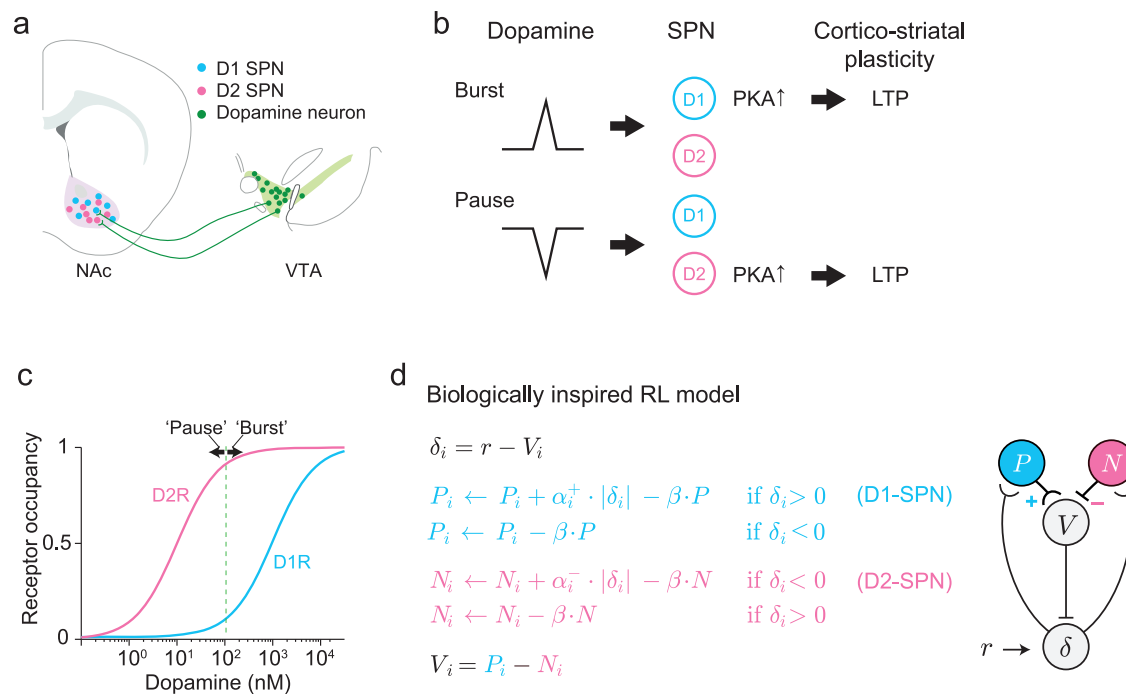 a
D1 SPN
D2 SPN
Dopamine neuron
NAc
VTA
b
Dopamine
SPN
Cortico-striatal
plasticity
Burst
D1
PKA↑
LTP
D2
Pause
D1
D2
PKA↑
LTP
c
'Pause'
'Burst'
Receptor occupancy
1
0.5
0
D2R
D1R
10⁰
10¹
10²
10³
10⁴
Dopamine (nM)
d
Biologically inspired RL model
δᵢ = r − Vᵢ
Pᵢ ← Pᵢ + αᵢ⁺ · |δᵢ| − β·P if δᵢ > 0 (D1-SPN)
Pᵢ ← Pᵢ − β·P if δᵢ < 0
Nᵢ ← Nᵢ + αᵢ⁻ · |δᵢ| − β·N if δᵢ < 0 (D2-SPN)
Nᵢ ← Nᵢ − β·N if δᵢ > 0
Vᵢ = Pᵢ − Nᵢ
P
N
+
−
V
r →
δ